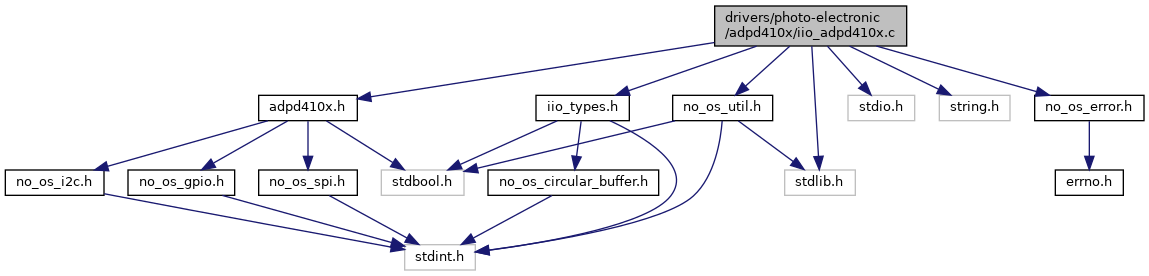 drivers/photo-electronic
/adpd410x/iio_adpd410x.c
adpd410x.h
iio_types.h
no_os_util.h
stdio.h
string.h
no_os_error.h
no_os_i2c.h
no_os_gpio.h
no_os_spi.h
stdbool.h
no_os_circular_buffer.h
stdlib.h
errno.h
stdint.h